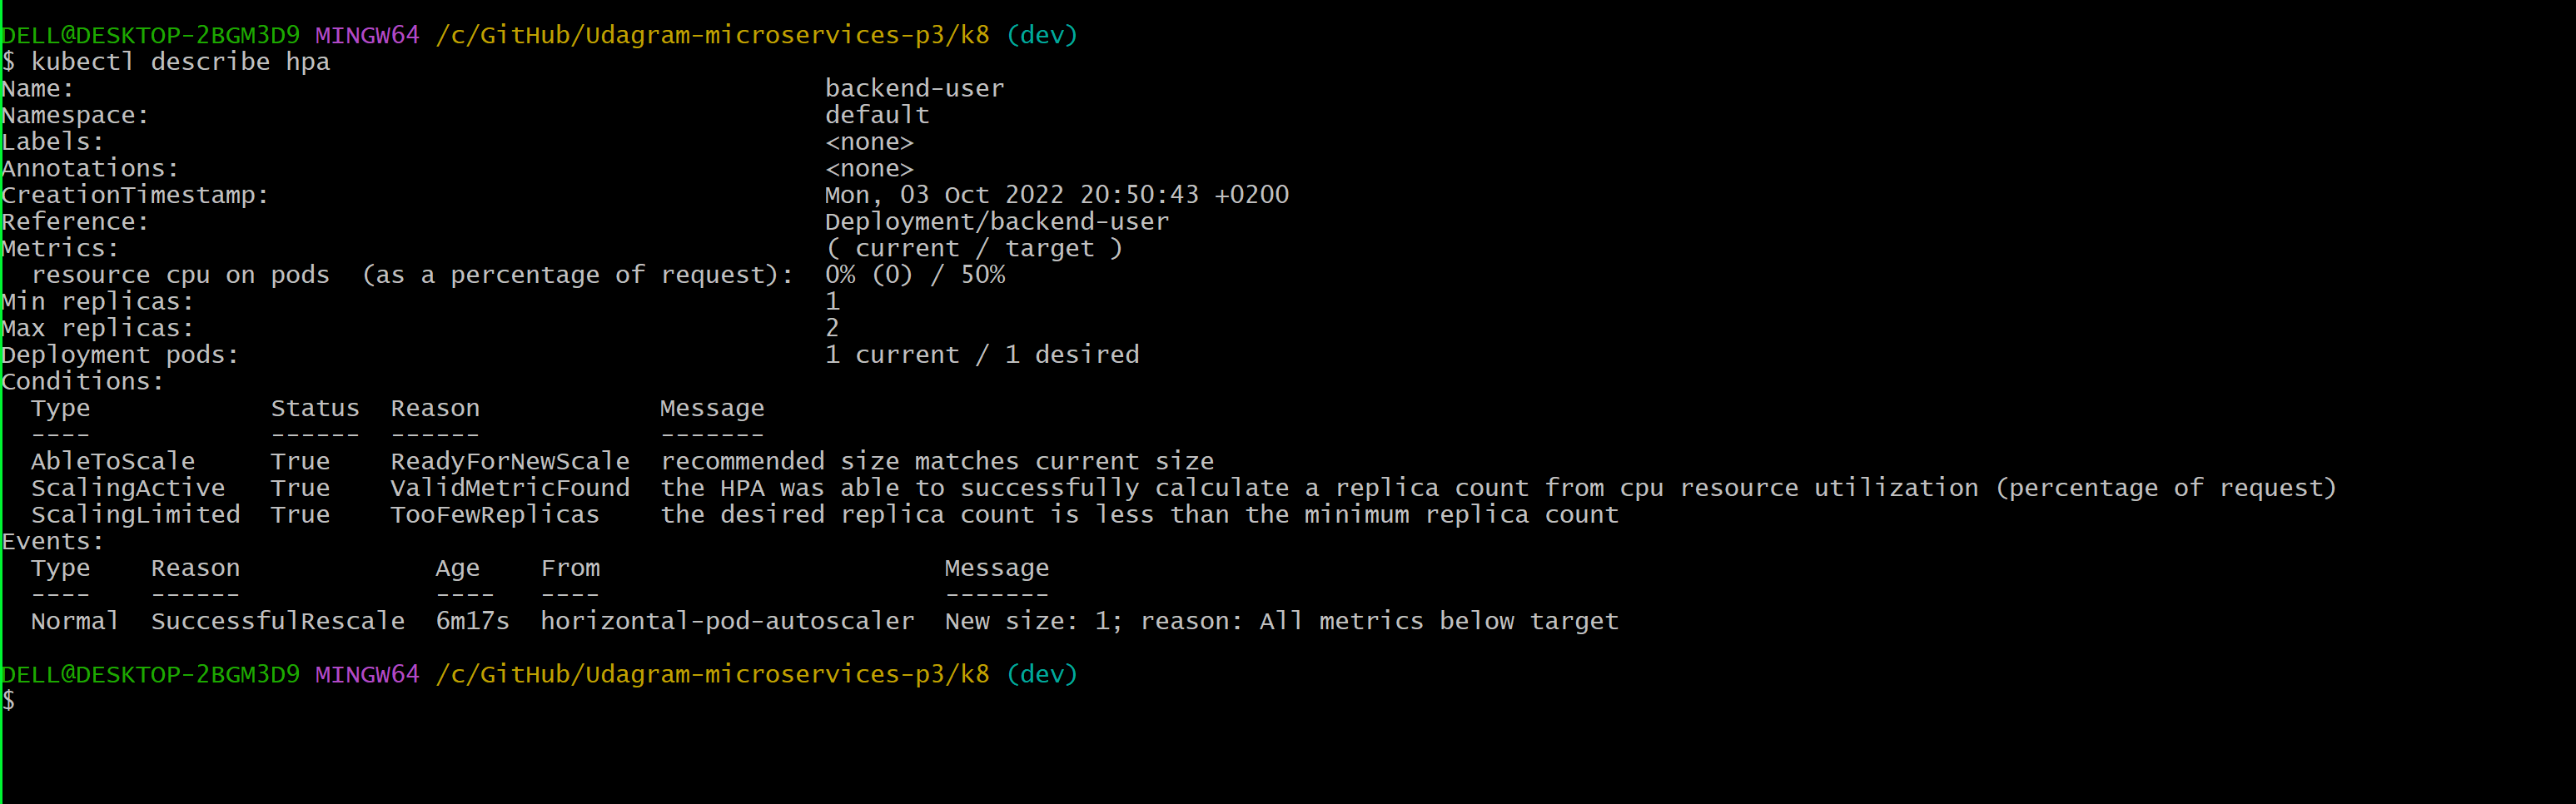 DELL@DESKTOP-2BGM3D9 MINGW64 /c/GitHub/Udagram-microservices-p3/k8 (dev)
$ kubectl describe hpa
Name:                                                  backend-user
Namespace:                                             default
Labels:                                                <none>
Annotations:                                           <none>
CreationTimestamp:                                     Mon, 03 Oct 2022 20:50:43 +0200
Reference:                                             Deployment/backend-user
Metrics:                                               ( current / target )
  resource cpu on pods  (as a percentage of request):  0% (0) / 50%
Min replicas:                                          1
Max replicas:                                          2
Deployment pods:                                       1 current / 1 desired
Conditions:
  Type            Status  Reason            Message
  ----            ------  ------            -------
  AbleToScale     True    ReadyForNewScale  recommended size matches current size
  ScalingActive   True    ValidMetricFound  the HPA was able to successfully calculate a replica count from cpu resource utilization (percentage of request)
  ScalingLimited  True    TooFewReplicas    the desired replica count is less than the minimum replica count
Events:
  Type    Reason             Age    From                       Message
  ----    ------             ----   ----                       -------
  Normal  SuccessfulRescale  6m17s  horizontal-pod-autoscaler  New size: 1; reason: All metrics below target

DELL@DESKTOP-2BGM3D9 MINGW64 /c/GitHub/Udagram-microservices-p3/k8 (dev)
$